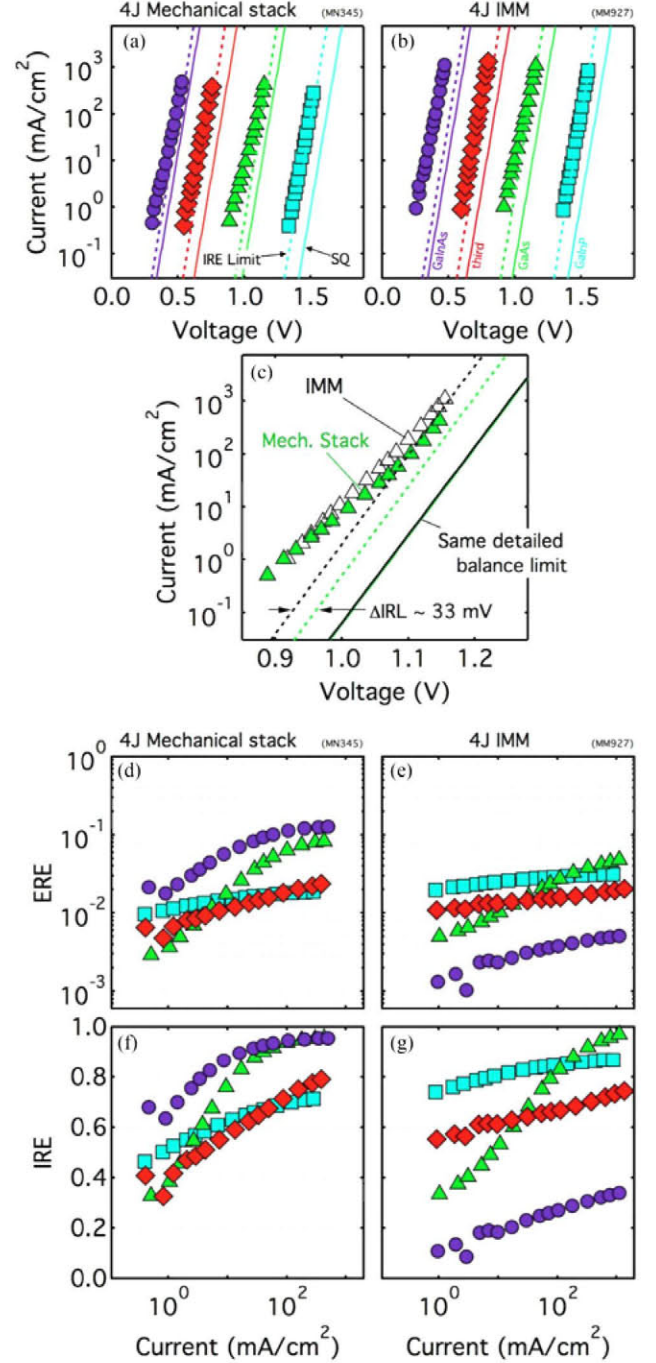 4J Mechanical stack (MN345)
4J IMM (MM927)
(a)
(b)
Current (mA/cm²)
10³
10²
10¹
10⁰
10⁻¹
IRE Limit
SQ
GaInAs
third
GaAs
GaInP
0.0 0.5 1.0 1.5
0.0 0.5 1.0 1.5
Voltage (V)
Voltage (V)
(c)
IMM
Mech. Stack
Current (mA/cm²)
10³
10²
10¹
10⁰
10⁻¹
Same detailed
balance limit
ΔIRL ~ 33 mV
0.9 1.0 1.1 1.2
Voltage (V)
4J Mechanical stack (MN345)
4J IMM (MM927)
(d)
(e)
ERE
10⁰
10⁻¹
10⁻²
10⁻³
(f)
(g)
IRE
1.0
0.8
0.6
0.4
0.2
0.0
10⁰ 10²
10⁰ 10²
Current (mA/cm²)
Current (mA/cm²)